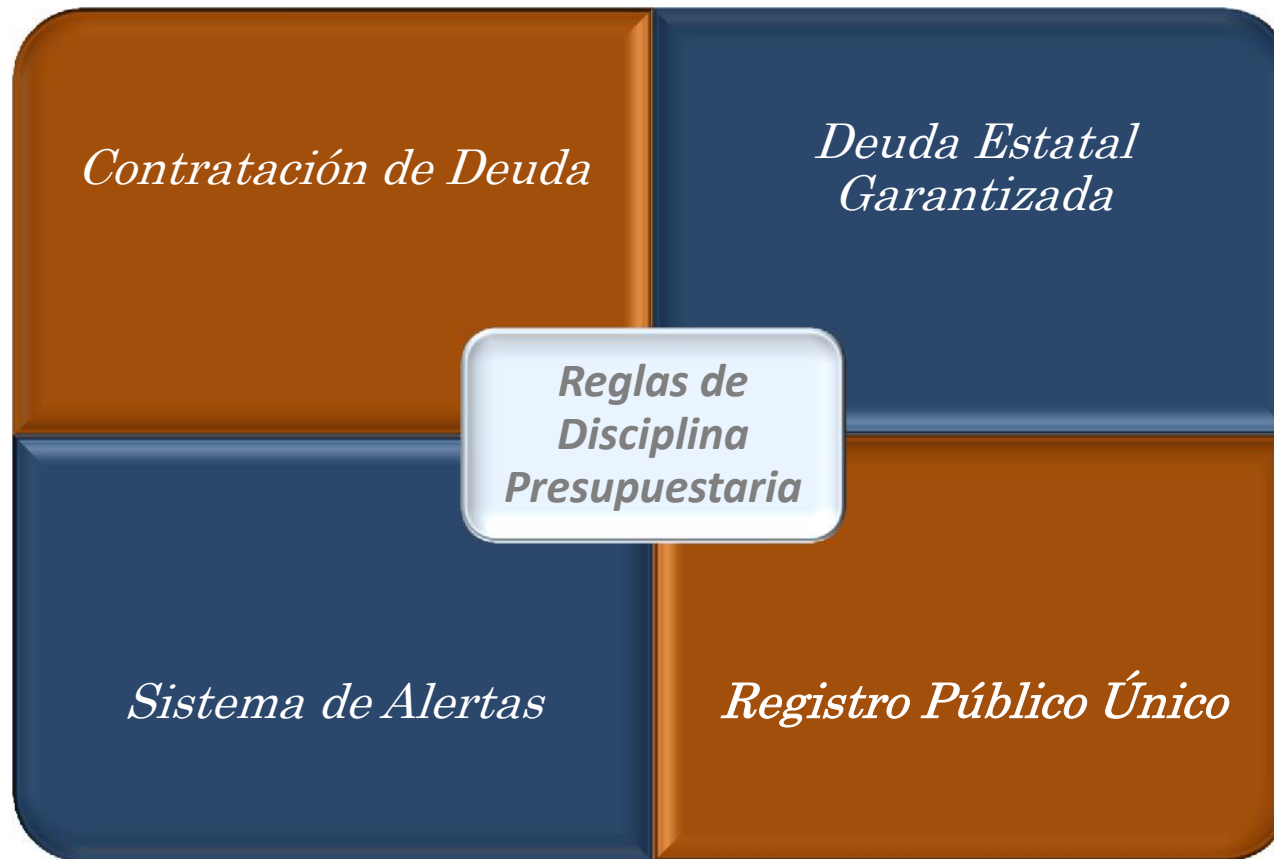 Contratación de Deuda
Deuda Estatal
Garantizada
Reglas de
Disciplina
Presupuestaria
Sistema de Alertas
Registro Público Único